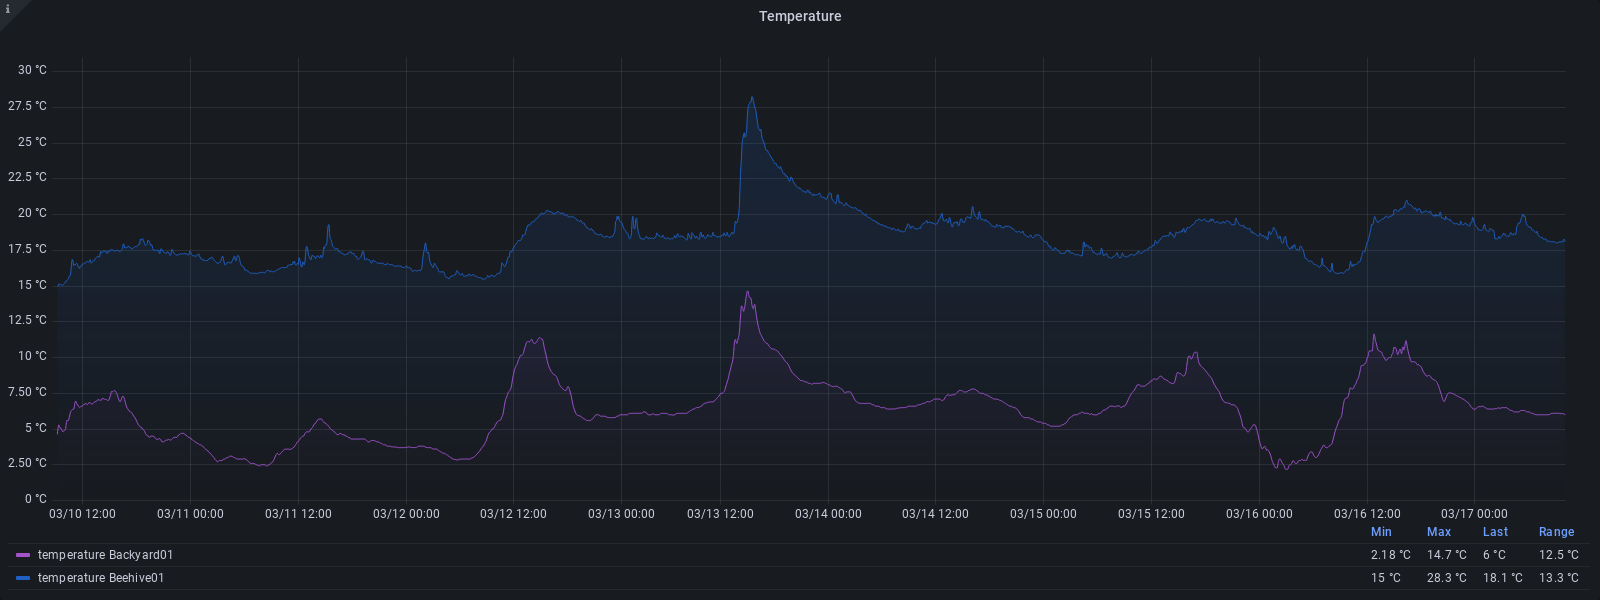 i
Temperature
30 °C
27.5 °C
25 °C
22.5 °C
20 °C
17.5 °C
15 °C
12.5 °C
10 °C
7.50 °C
5 °C
2.50 °C
0 °C
03/10 12:00 03/11 00:00 03/11 12:00 03/12 00:00 03/12 12:00 03/13 00:00 03/13 12:00 03/14 00:00 03/14 12:00 03/15 00:00 03/15 12:00 03/16 00:00 03/16 12:00 03/17 00:00
Min Max Last Range
temperature Backyard01 2.18 °C 14.7 °C 6 °C 12.5 °C
temperature Beehive01 15 °C 28.3 °C 18.1 °C 13.3 °C